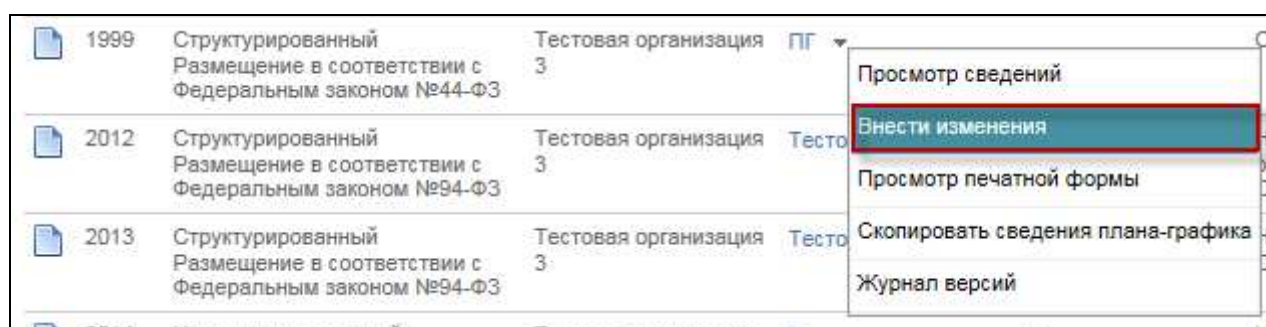 1999 Структурированный Тестовая организация ПГ
Размещение в соответствии с 3
Федеральным законом №44-ФЗ
Просмотр сведений
Внести изменения
2012 Структурированный Тестовая организация Тесто
Размещение в соответствии с 3
Федеральным законом №94-ФЗ
Просмотр печатной формы
2013 Структурированный Тестовая организация Тесто
Размещение в соответствии с 3
Федеральным законом №94-ФЗ
Скопировать сведения плана-графика
Журнал версий